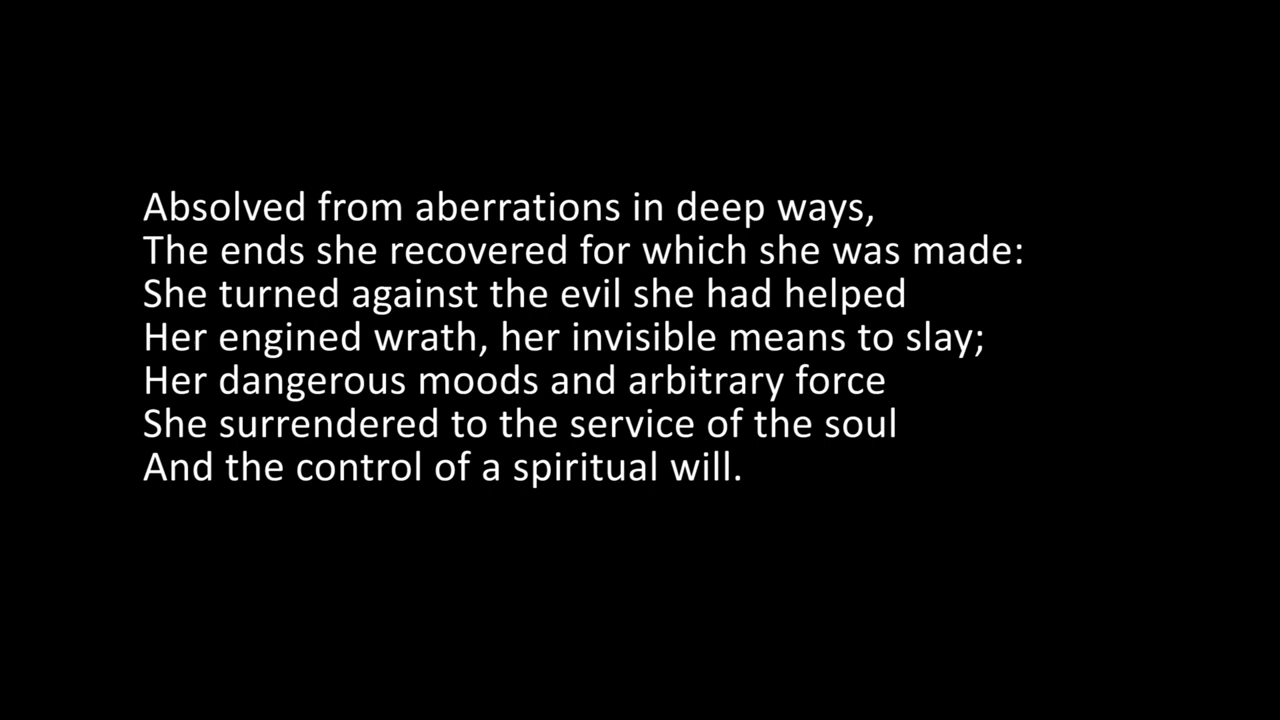 Absolved from aberrations in deep ways,
The ends she recovered for which she was made:
She turned against the evil she had helped
Her engined wrath, her invisible means to slay;
Her dangerous moods and arbitrary force
She surrendered to the service of the soul
And the control of a spiritual will.